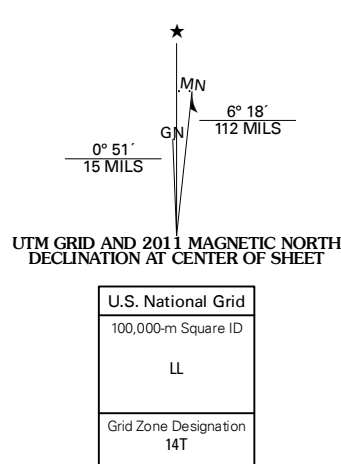 ★
MN
GN
6° 18´
112 MILS
0° 51´
15 MILS
UTM GRID AND 2011 MAGNETIC NORTH
DECLINATION AT CENTER OF SHEET
U.S. National Grid
100,000-m Square ID
LL
Grid Zone Designation
14T